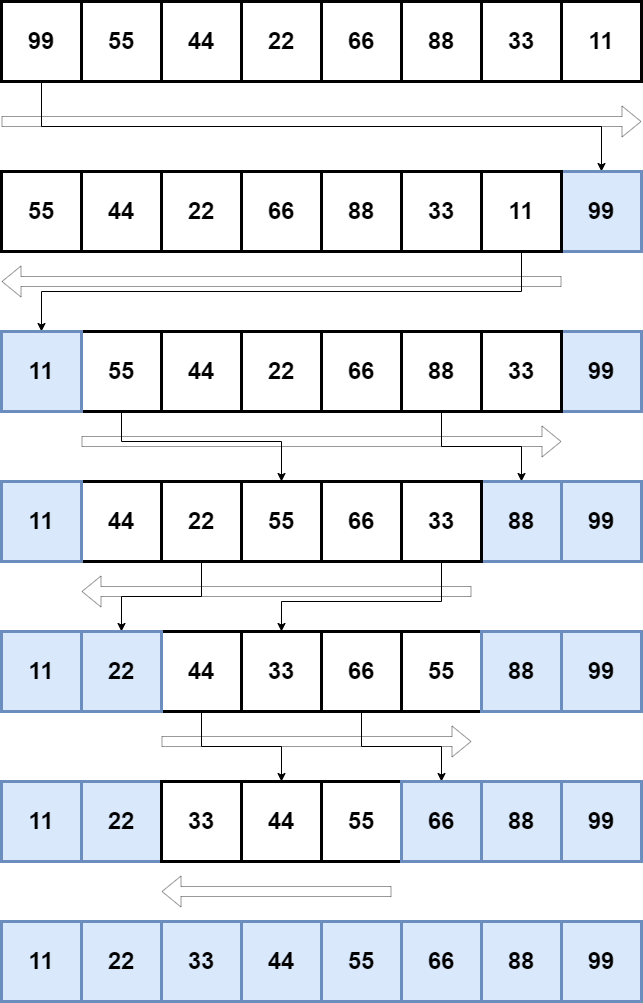 99 55 44 22 66 88 33 11
55 44 22 66 88 33 11 99
11 55 44 22 66 88 33 99
11 44 22 55 66 33 88 99
11 22 44 33 66 55 88 99
11 22 33 44 55 66 88 99
11 22 33 44 55 66 88 99